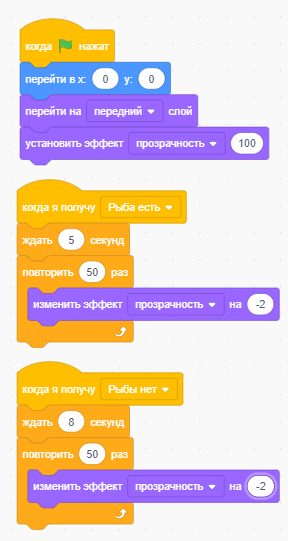 когда нажат
перейти в x: 0 y: 0
перейти на передний слой
установить эффект прозрачность 100
когда я получу Рыба есть
ждать 5 секунд
повторить 50 раз
изменить эффект прозрачность на -2
когда я получу Рыбы нет
ждать 8 секунд
повторить 50 раз
изменить эффект прозрачность на -2